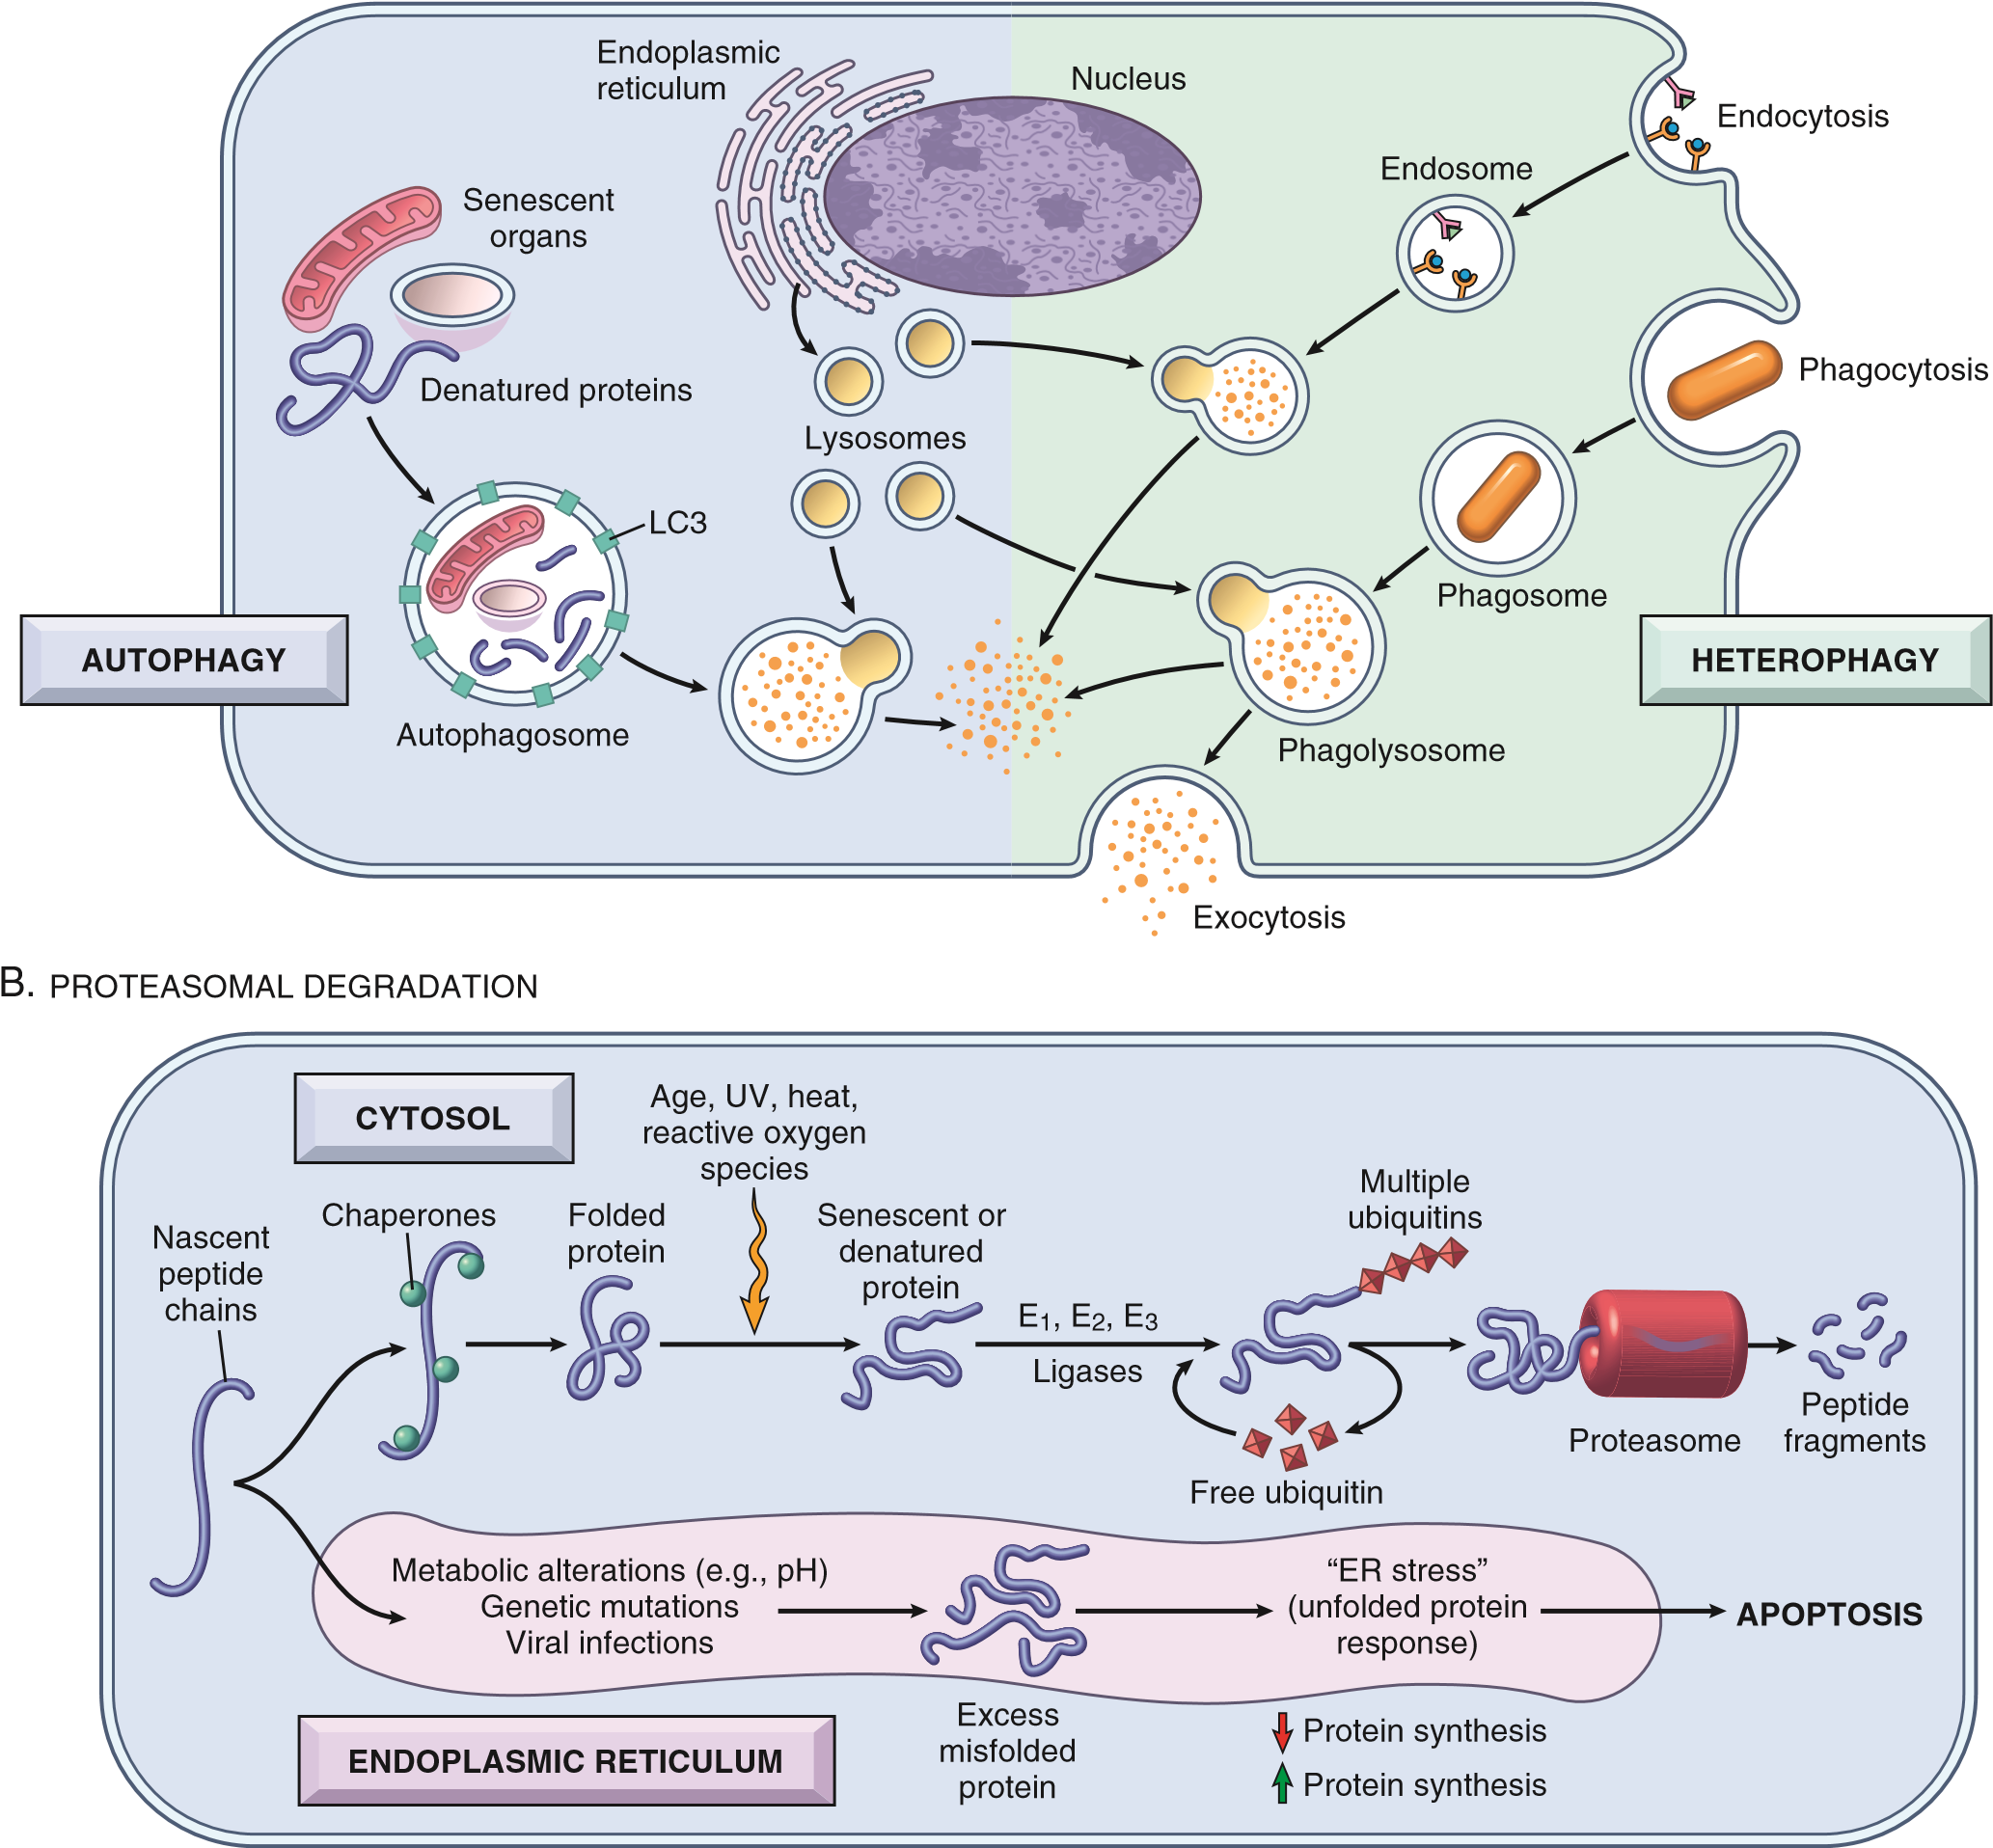 Endoplasmic
reticulum
Nucleus
Endocytosis
Endosome
Senescent
organs
Denatured proteins
Phagocytosis
Lysosomes
LC3
Phagosome
AUTOPHAGY
HETEROPHAGY
Autophagosome
Phagolysosome
Exocytosis
B. PROTEASOMAL DEGRADATION
CYTOSOL
Age, UV, heat,
reactive oxygen
species
Multiple
ubiquitins
Chaperones
Folded
protein
Senescent or
denatured
protein
Nascent
peptide
chains
E1, E2, E3
Ligases
Proteasome
Peptide
fragments
Free ubiquitin
Metabolic alterations (e.g., pH)
Genetic mutations
Viral infections
“ER stress”
(unfolded protein
response)
APOPTOSIS
Excess
misfolded
protein
Protein synthesis
Protein synthesis
ENDOPLASMIC RETICULUM